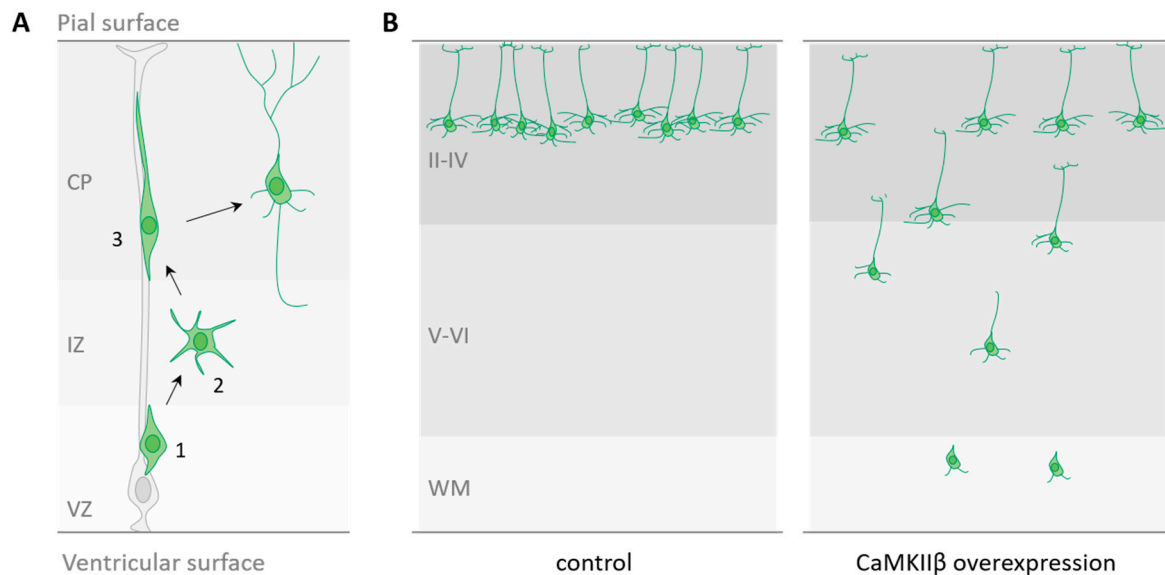 A
Pial surface
B
CP
3
IZ
2
1
VZ
Ventricular surface
II-IV
V-VI
WM
control
CaMKIIβ overexpression